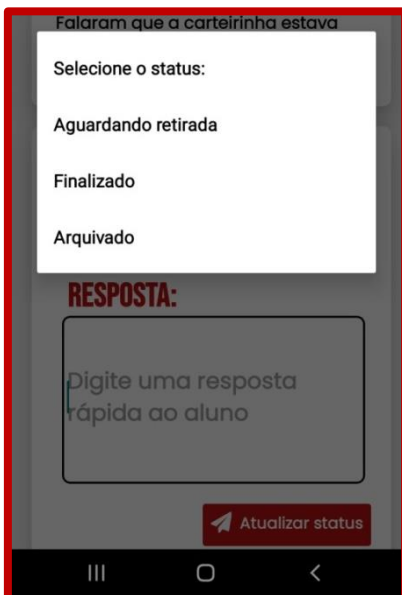 Falaram que a carteirinha estava
Selecione o status:
Aguardando retirada
Finalizado
Arquivado
RESPOSTA:
Digite uma resposta
rápida ao aluno
Atualizar status